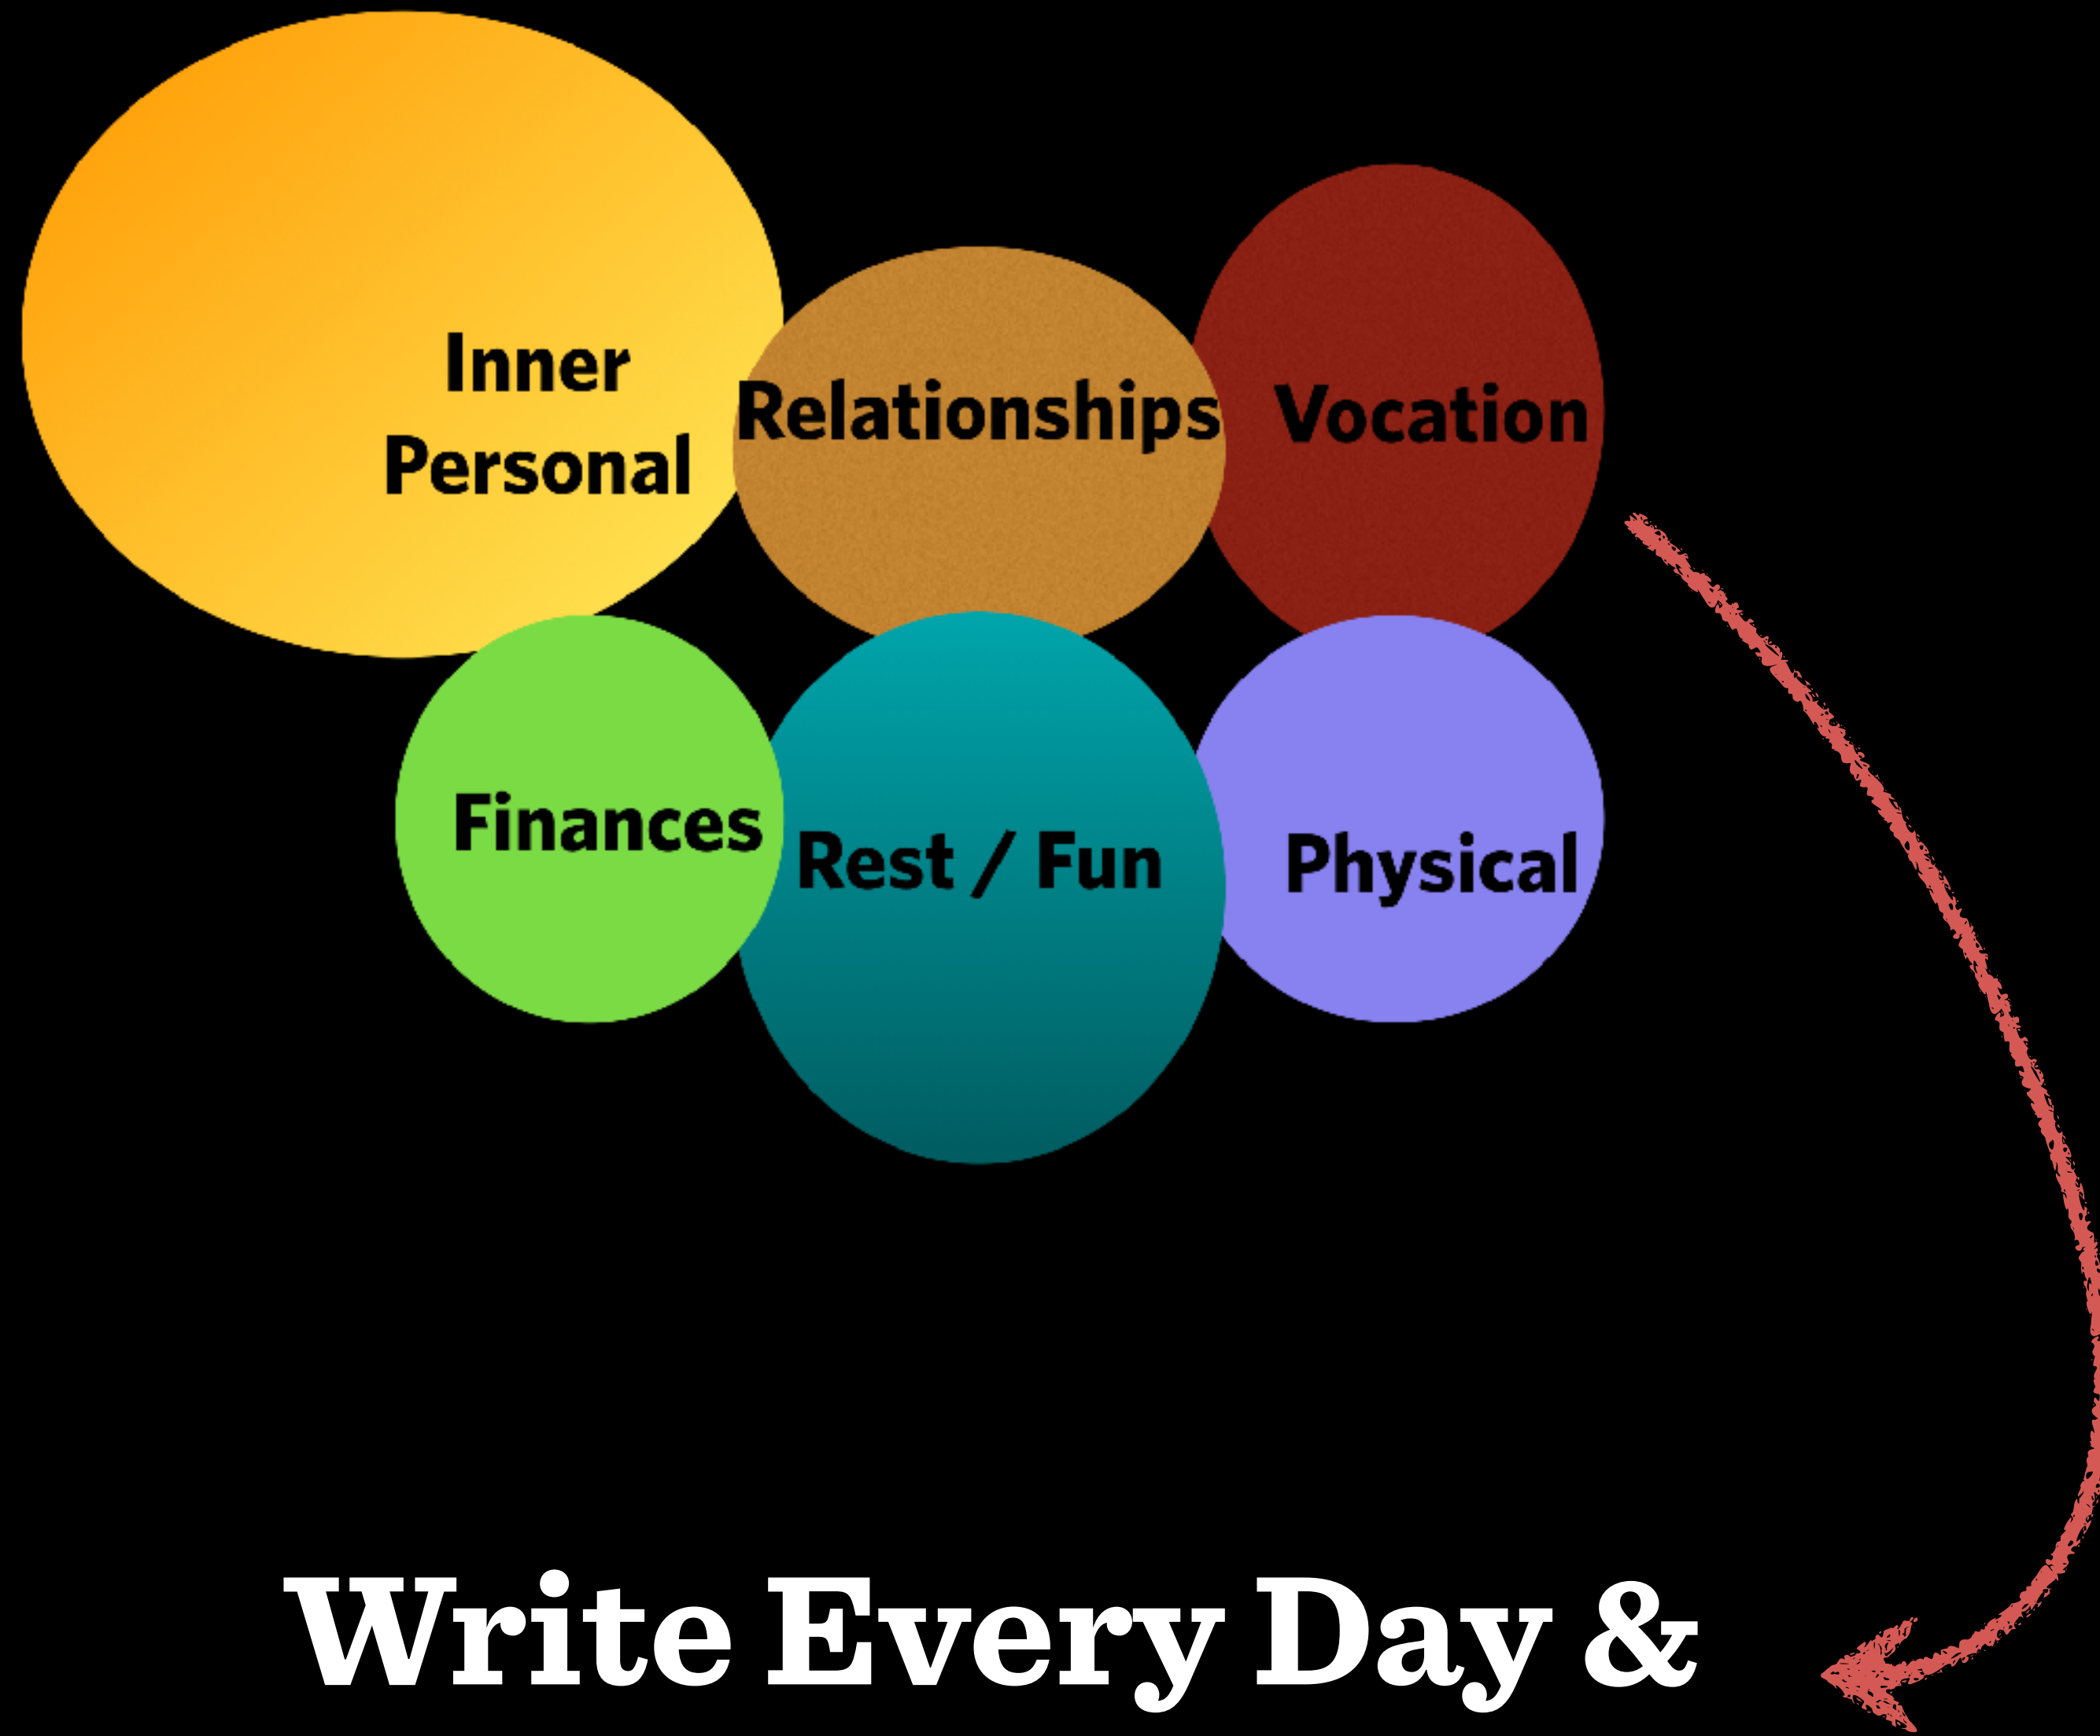 Inner
Personal
Relationships
Vocation
Finances
Rest / Fun
Physical
Write Every Day &